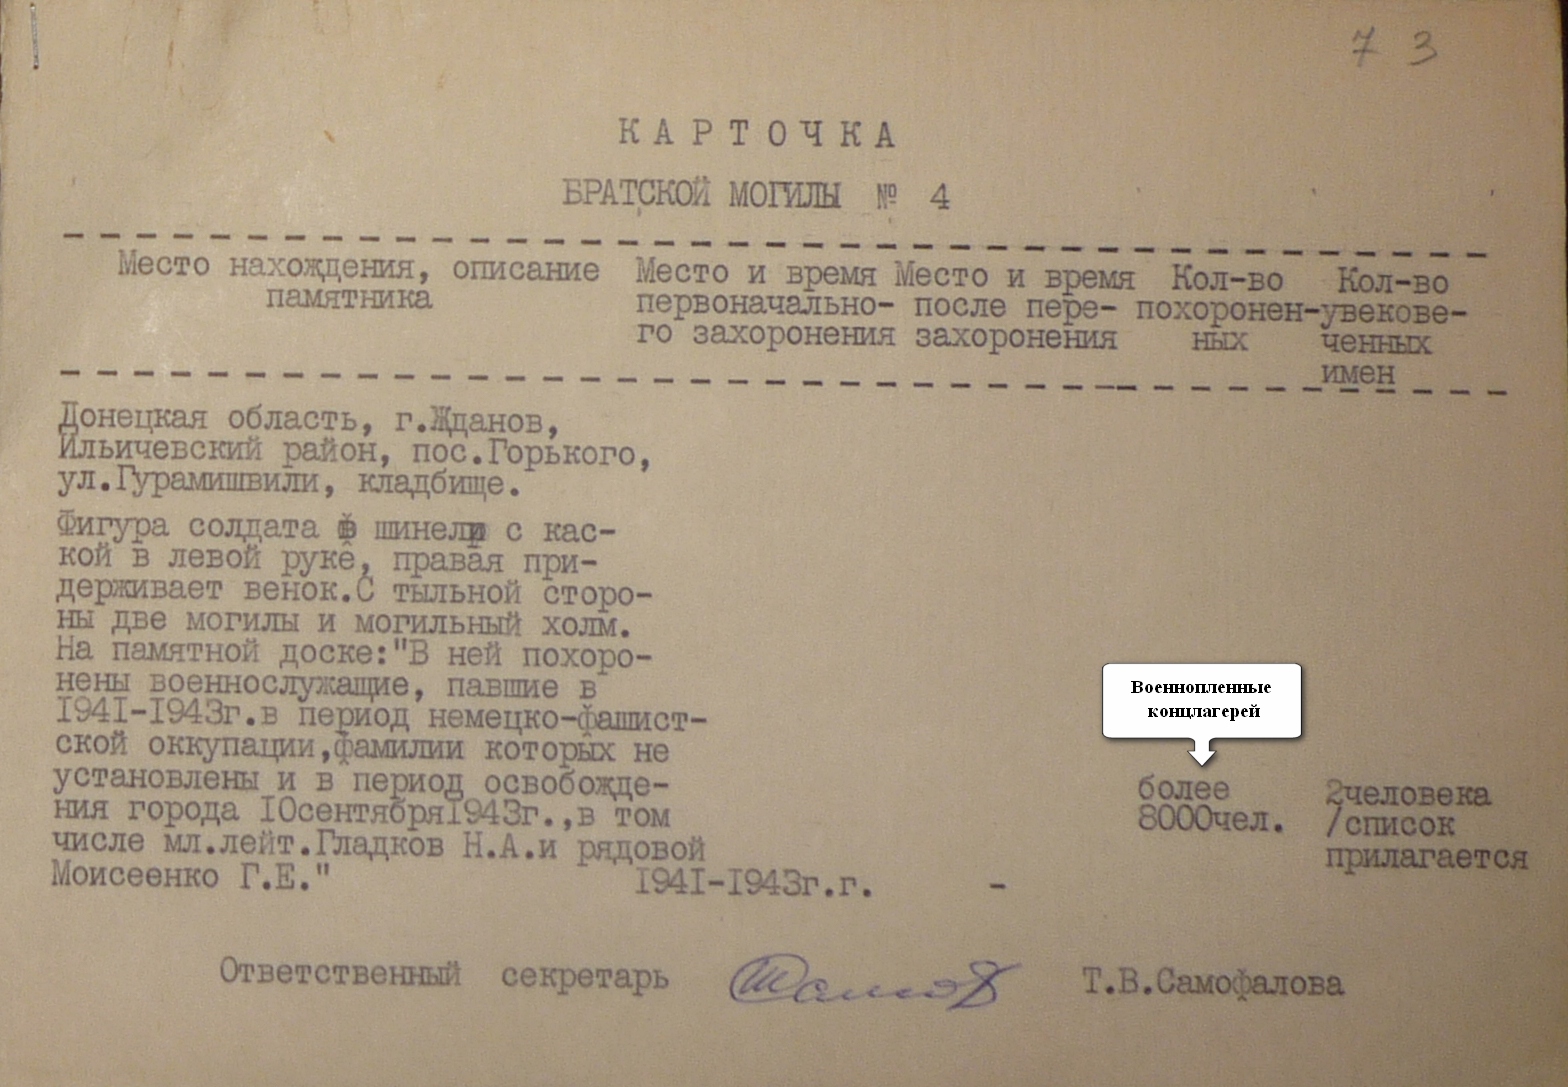 7 3
КАРТОЧКА
БРАТСКОЙ МОГИЛЫ № 4
Место нахождения, описание памятника
Место и время первоначально-
го захоронения
Место и время после пере-
захоронения
Кол-во похоронен-
ных
Кол-во увекове-
ченных
имен
Донецкая область, г.Жданов,
Ильичевский район, пос.Горького,
ул.Гурамишвили, кладбище.
Фигура солдата в шинели с кас-
кой в левой руке, правая при-
держивает венок.С тыльной сторо-
ны две могилы и могильный холм.
На памятной доске:"В ней похоро-
нены военнослужащие, павшие в
1941-1943г.в период немецко-фашист-
ской оккупации,фамилии которых не
установлены и в период освобожде-
ния города 10сентября1943г.,в том
числе мл.лейт.Гладков Н.А.и рядовой
Моисеенко Г.Е."
1941-1943г.г.
-
Военнопленные
концлагерей
более
8000чел.
2человека
/список
прилагается
Ответственный секретарь Т.В.Самофалова